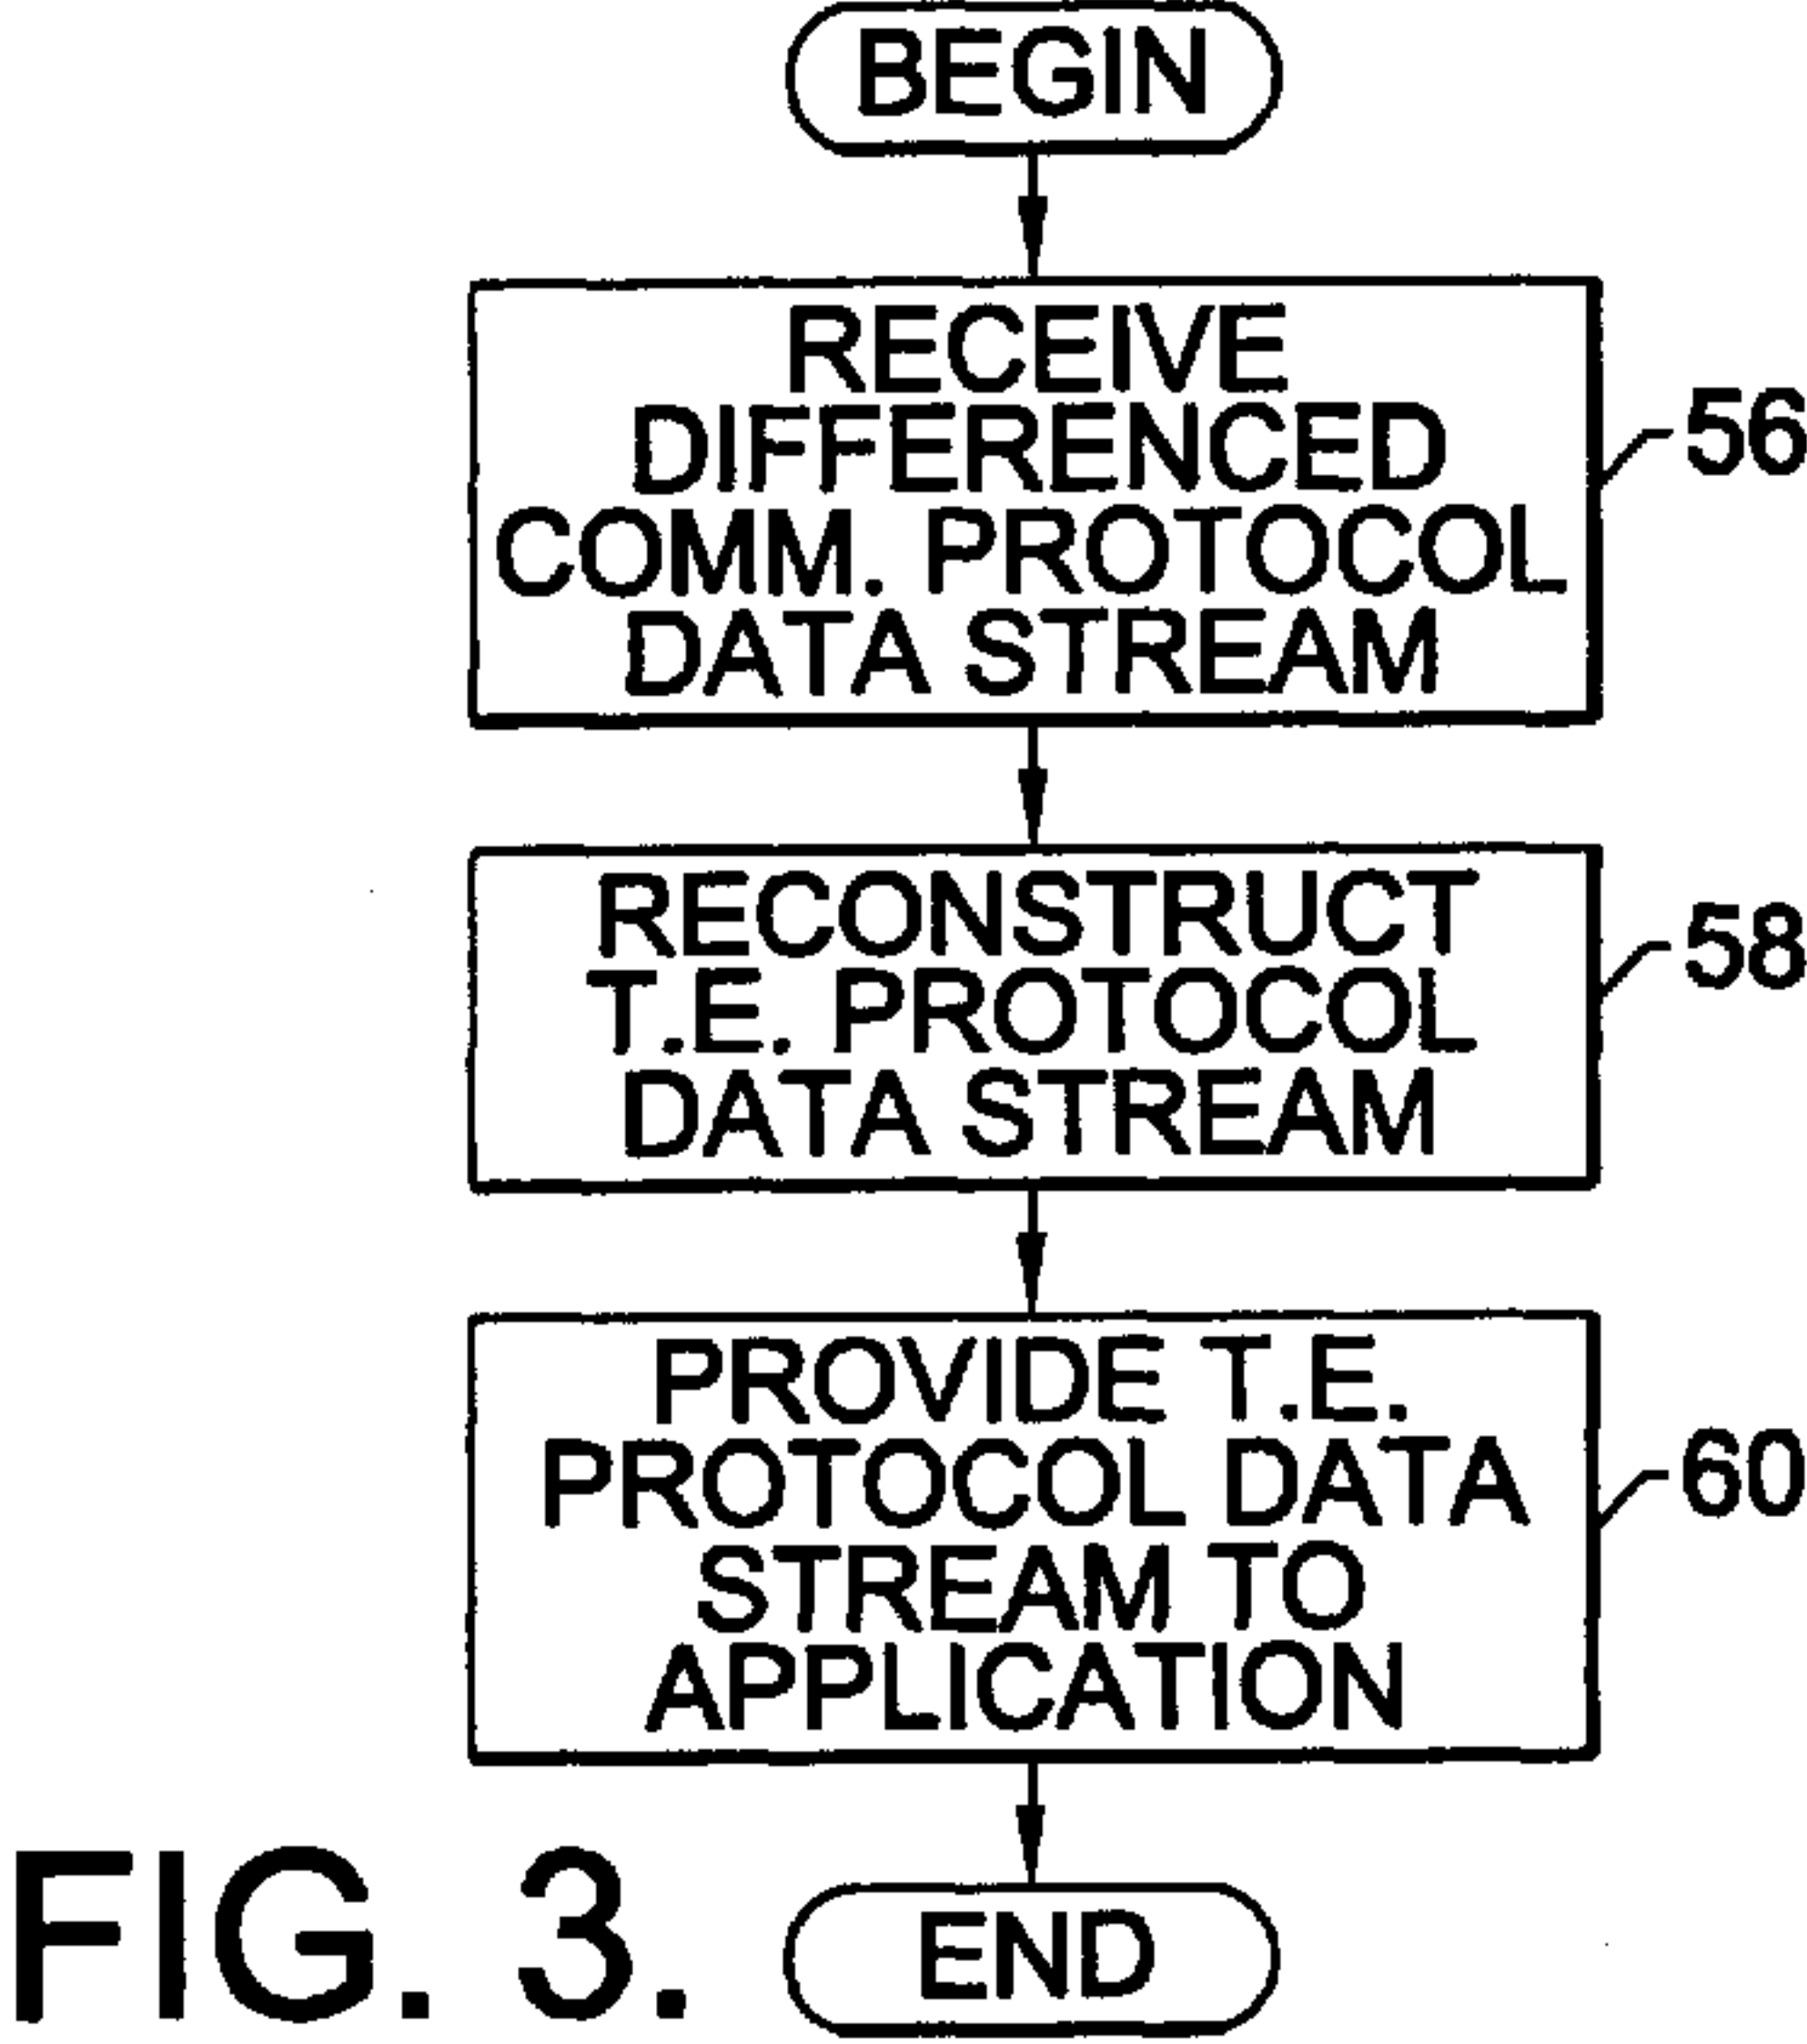 BEGIN
RECEIVE
DIFFERENCED
COMM. PROTOCOL
DATA STREAM
56
RECONSTRUCT
T.E. PROTOCOL
DATA STREAM
58
PROVIDE T.E.
PROTOCOL DATA
STREAM TO
APPLICATION
60
END
FIG. 3.